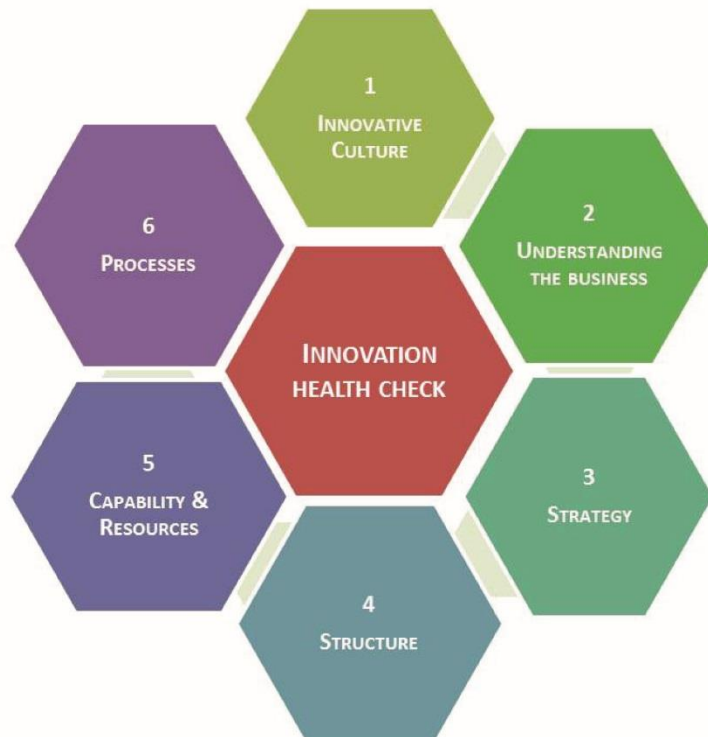 1
INNOVATIVE
CULTURE
2
UNDERSTANDING
THE BUSINESS
3
STRATEGY
4
STRUCTURE
5
CAPABILITY &
RESOURCES
6
PROCESSES
INNOVATION
HEALTH CHECK